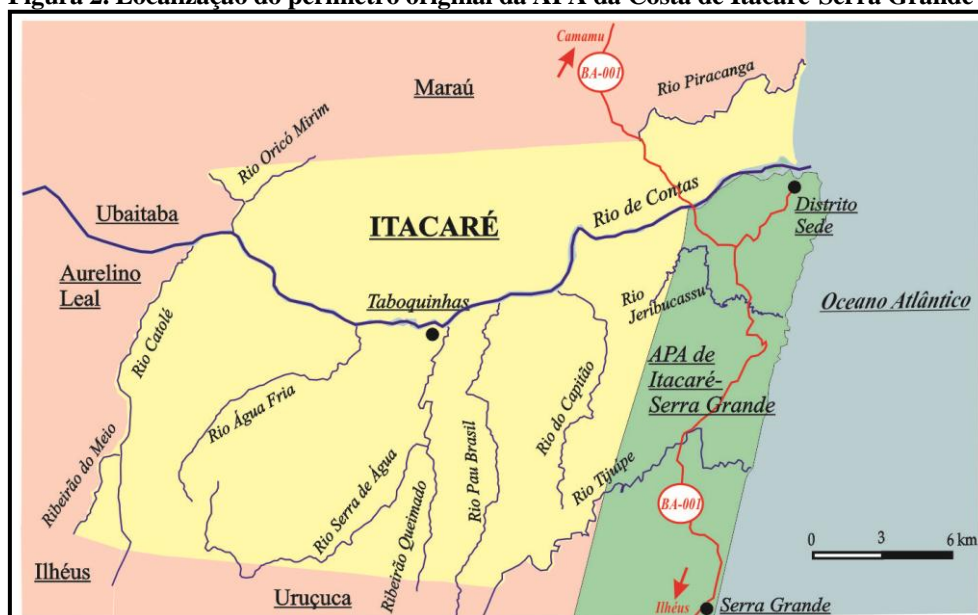 Figura 2. Localização do perímetro original da APA da Costa de Itacaré-Serra Grande
Camamu
BA-001
Maraú
Rio Piracanga
Rio Oricó Mirim
Ubaitaba
ITACARÉ
Rio de Contas
Distrito
Sede
Aurelino
Leal
Taboquinhas
Rio
Jeribucassu
Oceano Atlântico
Rio Catolé
APA de
Itacaré-
Serra Grande
Rio Água Fria
Rio do Capitão
Ribeirão do Meio
Rio Serra de Água
Ribeirão Queimado
Rio Pau Brasil
Rio Tijuípe
BA-001
0 3 6 km
Ilhéus
Uruçuca
Ilhéus
Serra Grande